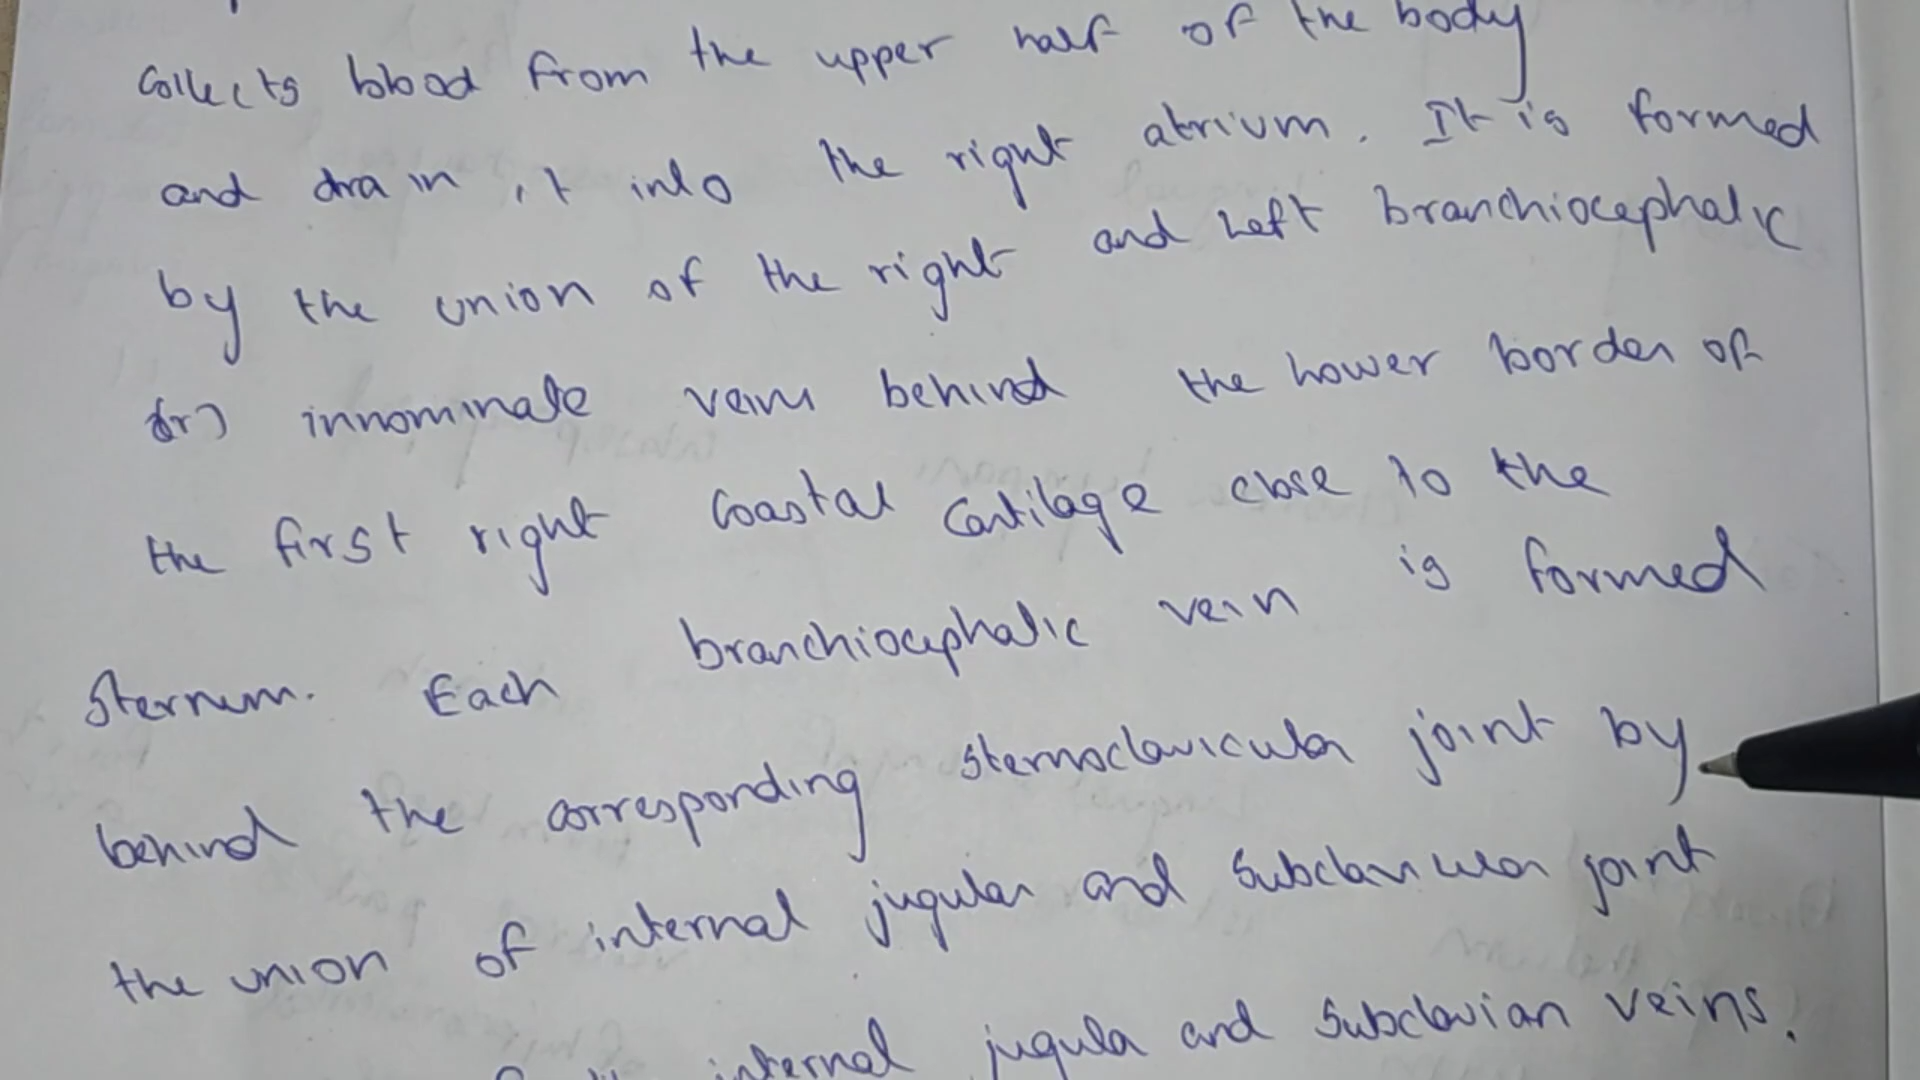 collects blood from the upper half of the body
and drain it into the right atrium. It is formed
by the union of the right and left branchiocephalic
(or) innominate veins behind the lower border of
the first right coastal cartilage close to the
sternum. Each branchiocephalic vein is formed
behind the corresponding sternoclavicular joint by
the union of internal jugular and subclavicular joint
internal jugula and subclavian veins.